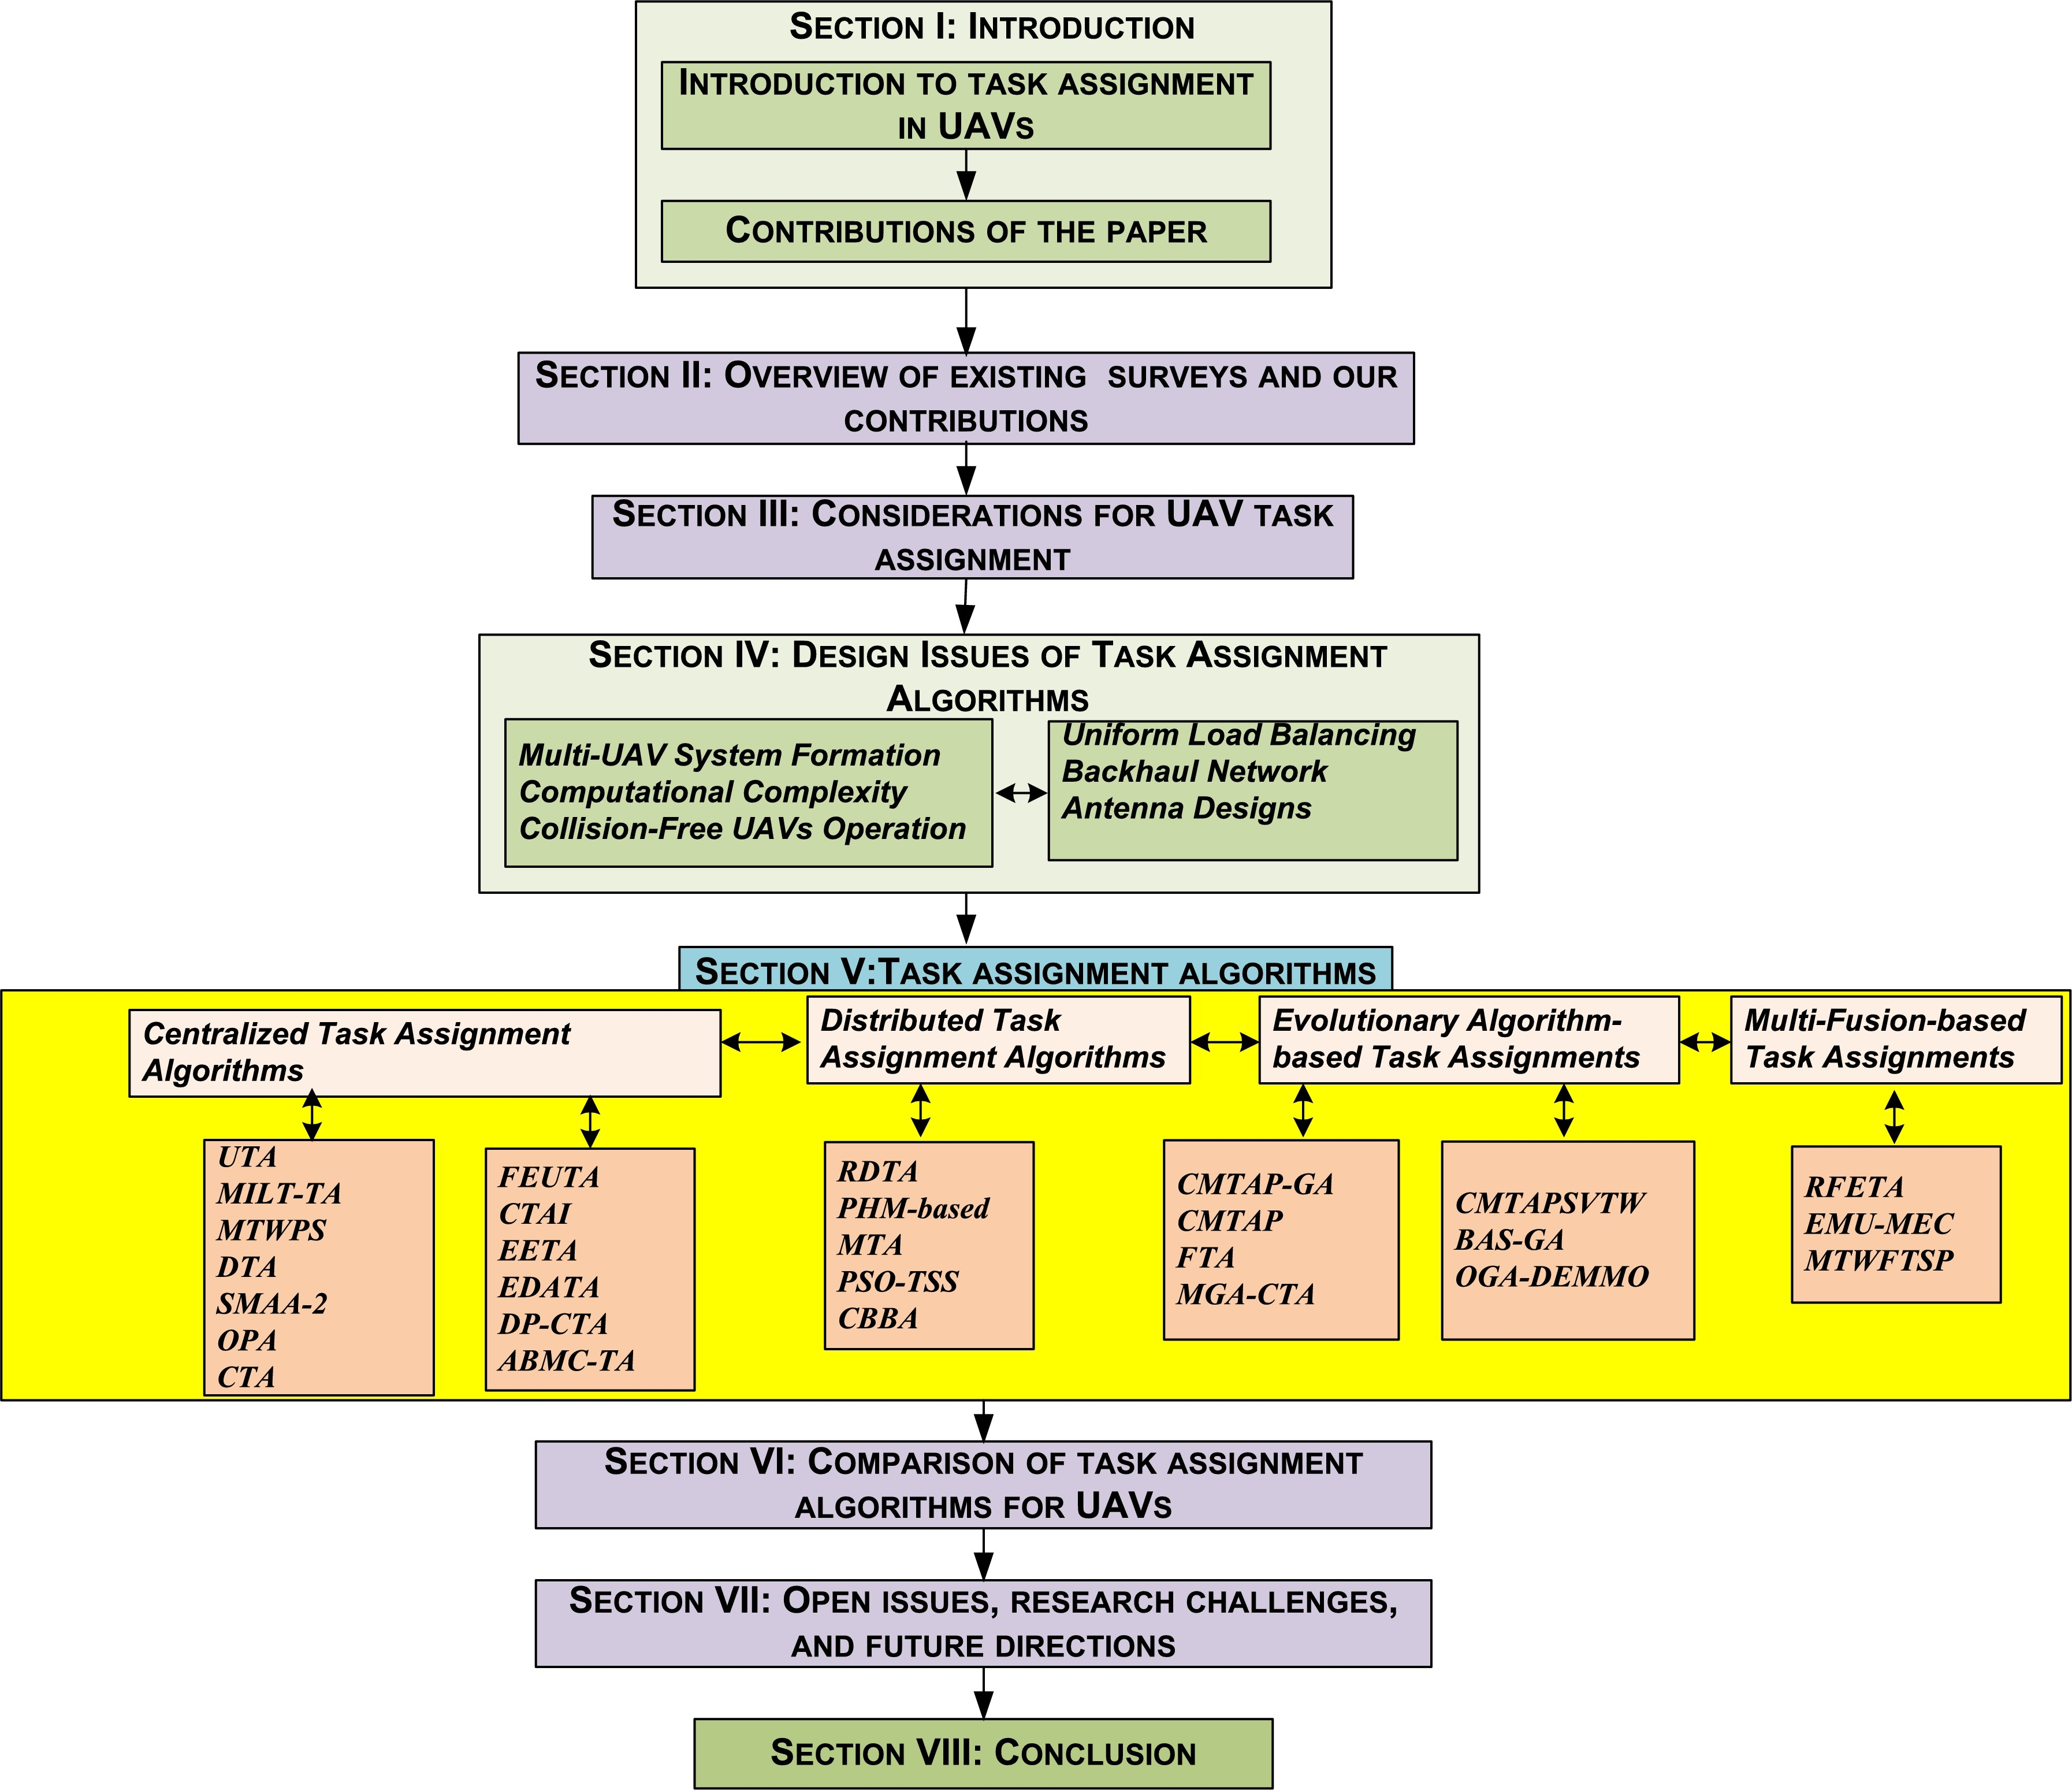 SECTION I: INTRODUCTION
INTRODUCTION TO TASK ASSIGNMENT
IN UAVS
CONTRIBUTIONS OF THE PAPER
SECTION II: OVERVIEW OF EXISTING SURVEYS AND OUR
CONTRIBUTIONS
SECTION III: CONSIDERATIONS FOR UAV TASK
ASSIGNMENT
SECTION IV: DESIGN ISSUES OF TASK ASSIGNMENT
ALGORITHMS
Multi-UAV System Formation
Computational Complexity
Collision-Free UAVs Operation
Uniform Load Balancing
Backhaul Network
Antenna Designs
SECTION V:TASK ASSIGNMENT ALGORITHMS
Centralized Task Assignment
Algorithms
Distributed Task
Assignment Algorithms
Evolutionary Algorithm-
based Task Assignments
Multi-Fusion-based
Task Assignments
UTA
MILT-TA
MTWPS
DTA
SMAA-2
OPA
CTA
FEUTA
CTAI
EETA
EDATA
DP-CTA
ABMC-TA
RDTA
PHM-based
MTA
PSO-TSS
CBBA
CMTAP-GA
CMTAP
FTA
MGA-CTA
CMTAPSVTW
BAS-GA
OGA-DEMMO
RFETA
EMU-MEC
MTWFTSP
SECTION VI: COMPARISON OF TASK ASSIGNMENT
ALGORITHMS FOR UAVS
SECTION VII: OPEN ISSUES, RESEARCH CHALLENGES,
AND FUTURE DIRECTIONS
SECTION VIII: CONCLUSION